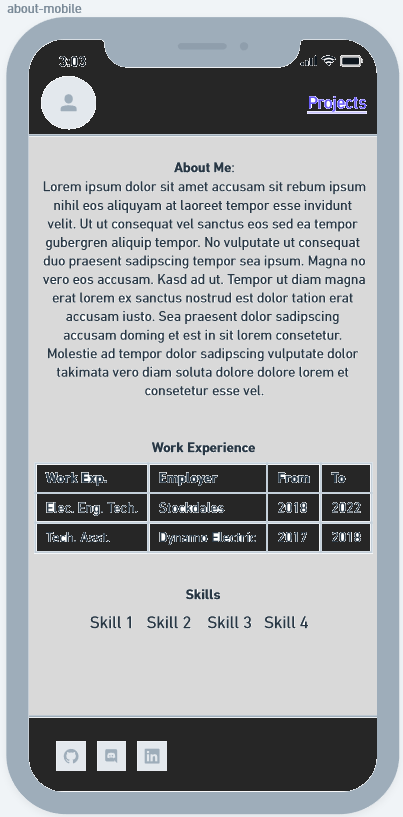 about-mobile
3:03
Projects
About Me:
Lorem ipsum dolor sit amet accusam sit rebum ipsum
nihil eos aliquyam at laoreet tempor esse invidunt
velit. Ut ut consequat vel sanctus eos sed ea tempor
gubergren aliquip tempor. No vulputate ut consequat
duo praesent sadipscing tempor sea ipsum. Magna no
vero eos accusam. Kasd ad ut. Tempor ut diam magna
erat lorem ex sanctus nostrud est dolor tation erat
accusam iusto. Sea praesent dolor sadipscing
accusam doming et est in sit lorem consetetur.
Molestie ad tempor dolor sadipscing vulputate dolor
takimata vero diam soluta dolore dolore lorem et
consetetur esse vel.
Work Experience
Work Exp. Employer From To
Elec. Eng. Tech. Stockdales 2018 2022
Tech. Asst. Dynamo Electric 2017 2018
Skills
Skill 1 Skill 2 Skill 3 Skill 4